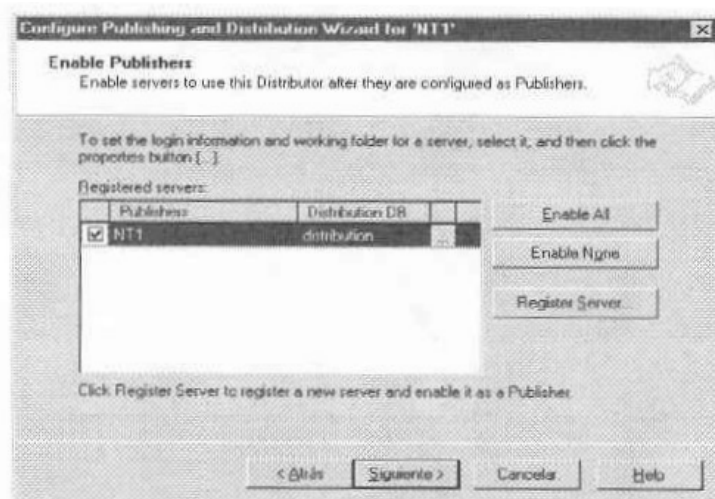 Configure Publishing and Distribution Wizard for 'NT1'
Enable Publishers
Enable servers to use this Distributor after they are configured as Publishers.
To set the login information and working folder for a server, select it, and then click the
properties button [...]
Registered servers:
Publishers Distribution DB
NT1 distribution ...
Enable All
Enable None
Register Server...
Click Register Server to register a new server and enable it as a Publisher.
< Atrás Siguiente > Cancelar Help